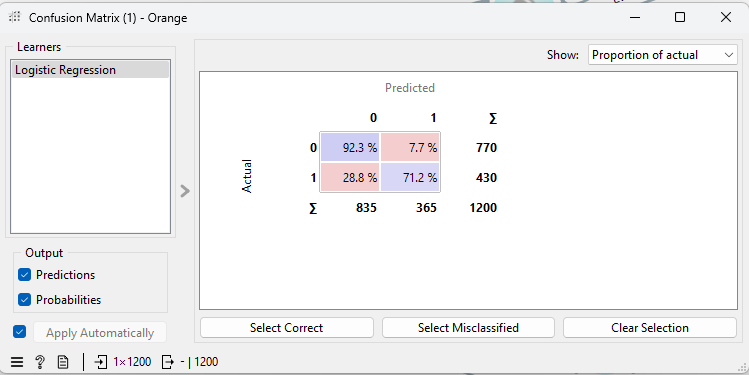 Confusion Matrix (1) - Orange
Learners
Logistic Regression
Show: Proportion of actual
Predicted
0 1 Σ
Actual
0 92.3 % 7.7 % 770
1 28.8 % 71.2 % 430
Σ 835 365 1200
Output
Predictions
Probabilities
Apply Automatically
Select Correct Select Misclassified Clear Selection
? 1×1200 - | 1200